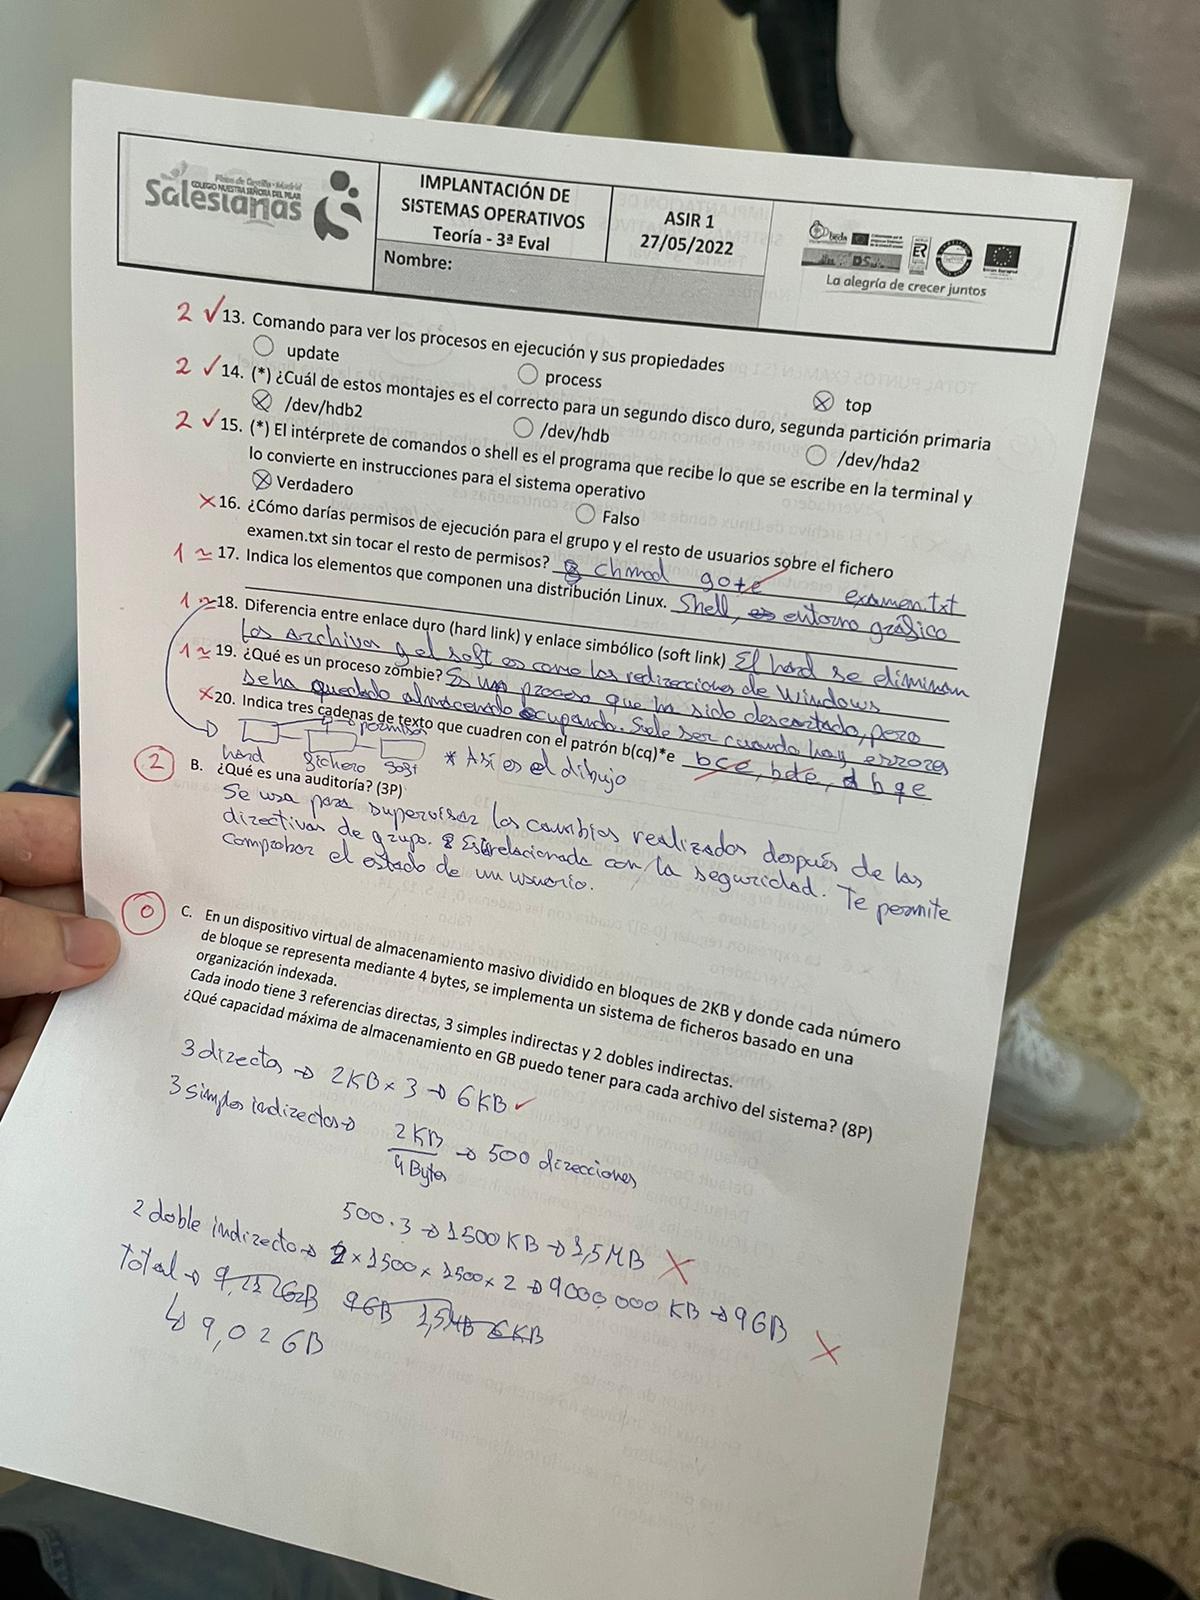 Plaza de Castilla - Madrid
COLEGIO NUESTRA SEÑORA DEL PILAR
Salesianas
IMPLANTACIÓN DE
SISTEMAS OPERATIVOS
Teoría - 3ª Eval
ASIR 1
27/05/2022
La alegría de crecer juntos
Nombre:
2 ✓ 13. Comando para ver los procesos en ejecución y sus propiedades
update process top
2 ✓ 14. (*) ¿Cuál de estos montajes es el correcto para un segundo disco duro, segunda partición primaria
/dev/hdb2 /dev/hdb /dev/hda2
2 ✓ 15. (*) El intérprete de comandos o shell es el programa que recibe lo que se escribe en la terminal y
lo convierte en instrucciones para el sistema operativo
Verdadero Falso
X 16. ¿Cómo darías permisos de ejecución para el grupo y el resto de usuarios sobre el fichero
examen.txt sin tocar el resto de permisos? chmod go+e examen.txt
1 ~ 17. Indica los elementos que componen una distribución Linux. Shell, entorno gráfico
1 ~ 18. Diferencia entre enlace duro (hard link) y enlace simbólico (soft link) El hard se eliminan
los archivos y el soft es como las redirecciones de Windows
1 ~ 19. ¿Qué es un proceso zombie? Es un proceso que ha sido descartado, pero
se ha quedado almacenado ocupando. Suele ser cuando hay errores
X 20. Indica tres cadenas de texto que cuadren con el patrón b(cq)*e bce, bde, bqe
permisos
hard fichero soft * Así es el dibujo
2 B. ¿Qué es una auditoría? (3P)
Se usa para supervisar los cambios realizados después de las
directivas de grupo. Está relacionada con la seguridad. Te permite
comprobar el estado de un usuario.
0 C. En un dispositivo virtual de almacenamiento masivo dividido en bloques de 2KB y donde cada número
de bloque se representa mediante 4 bytes, se implementa un sistema de ficheros basado en una
organización indexada.
Cada inodo tiene 3 referencias directas, 3 simples indirectas y 2 dobles indirectas.
¿Qué capacidad máxima de almacenamiento en GB puedo tener para cada archivo del sistema? (8P)
3 directos → 2KB × 3 → 6KB ✓
3 simples indirectos → 2KB / 4 Bytes → 500 direcciones
500 · 3 → 1500 KB → 1,5 MB X
2 doble indirecto → 2 × 1500 × 1500 × 2 → 9000.000 KB → 9GB X
Total → 9GB 1,5MB 6KB
↳ 9,02 GB